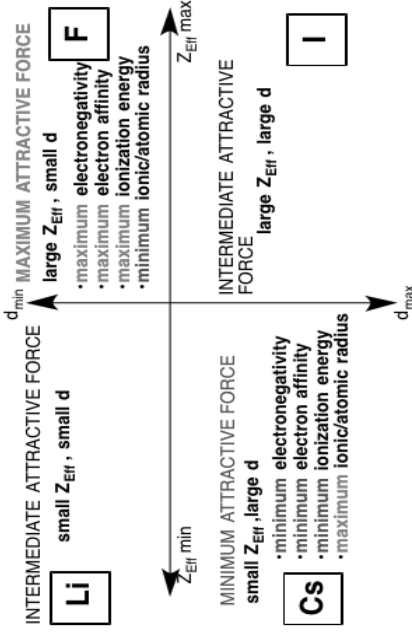 INTERMEDIATE ATTRACTIVE FORCE
small Z_Eff , small d
Li
d_min
MAXIMUM ATTRACTIVE FORCE
large Z_Eff , small d
F
•maximum electronegativity
•maximum electron affinity
•maximum ionization energy
•minimum ionic/atomic radius
Z_Eff min
Z_Eff max
MINIMUM ATTRACTIVE FORCE
small Z_Eff ,large d
•minimum electronegativity
•minimum electron affinity
•minimum ionization energy
•maximum ionic/atomic radius
Cs
INTERMEDIATE ATTRACTIVE
FORCE
large Z_Eff, large d
I
d_max